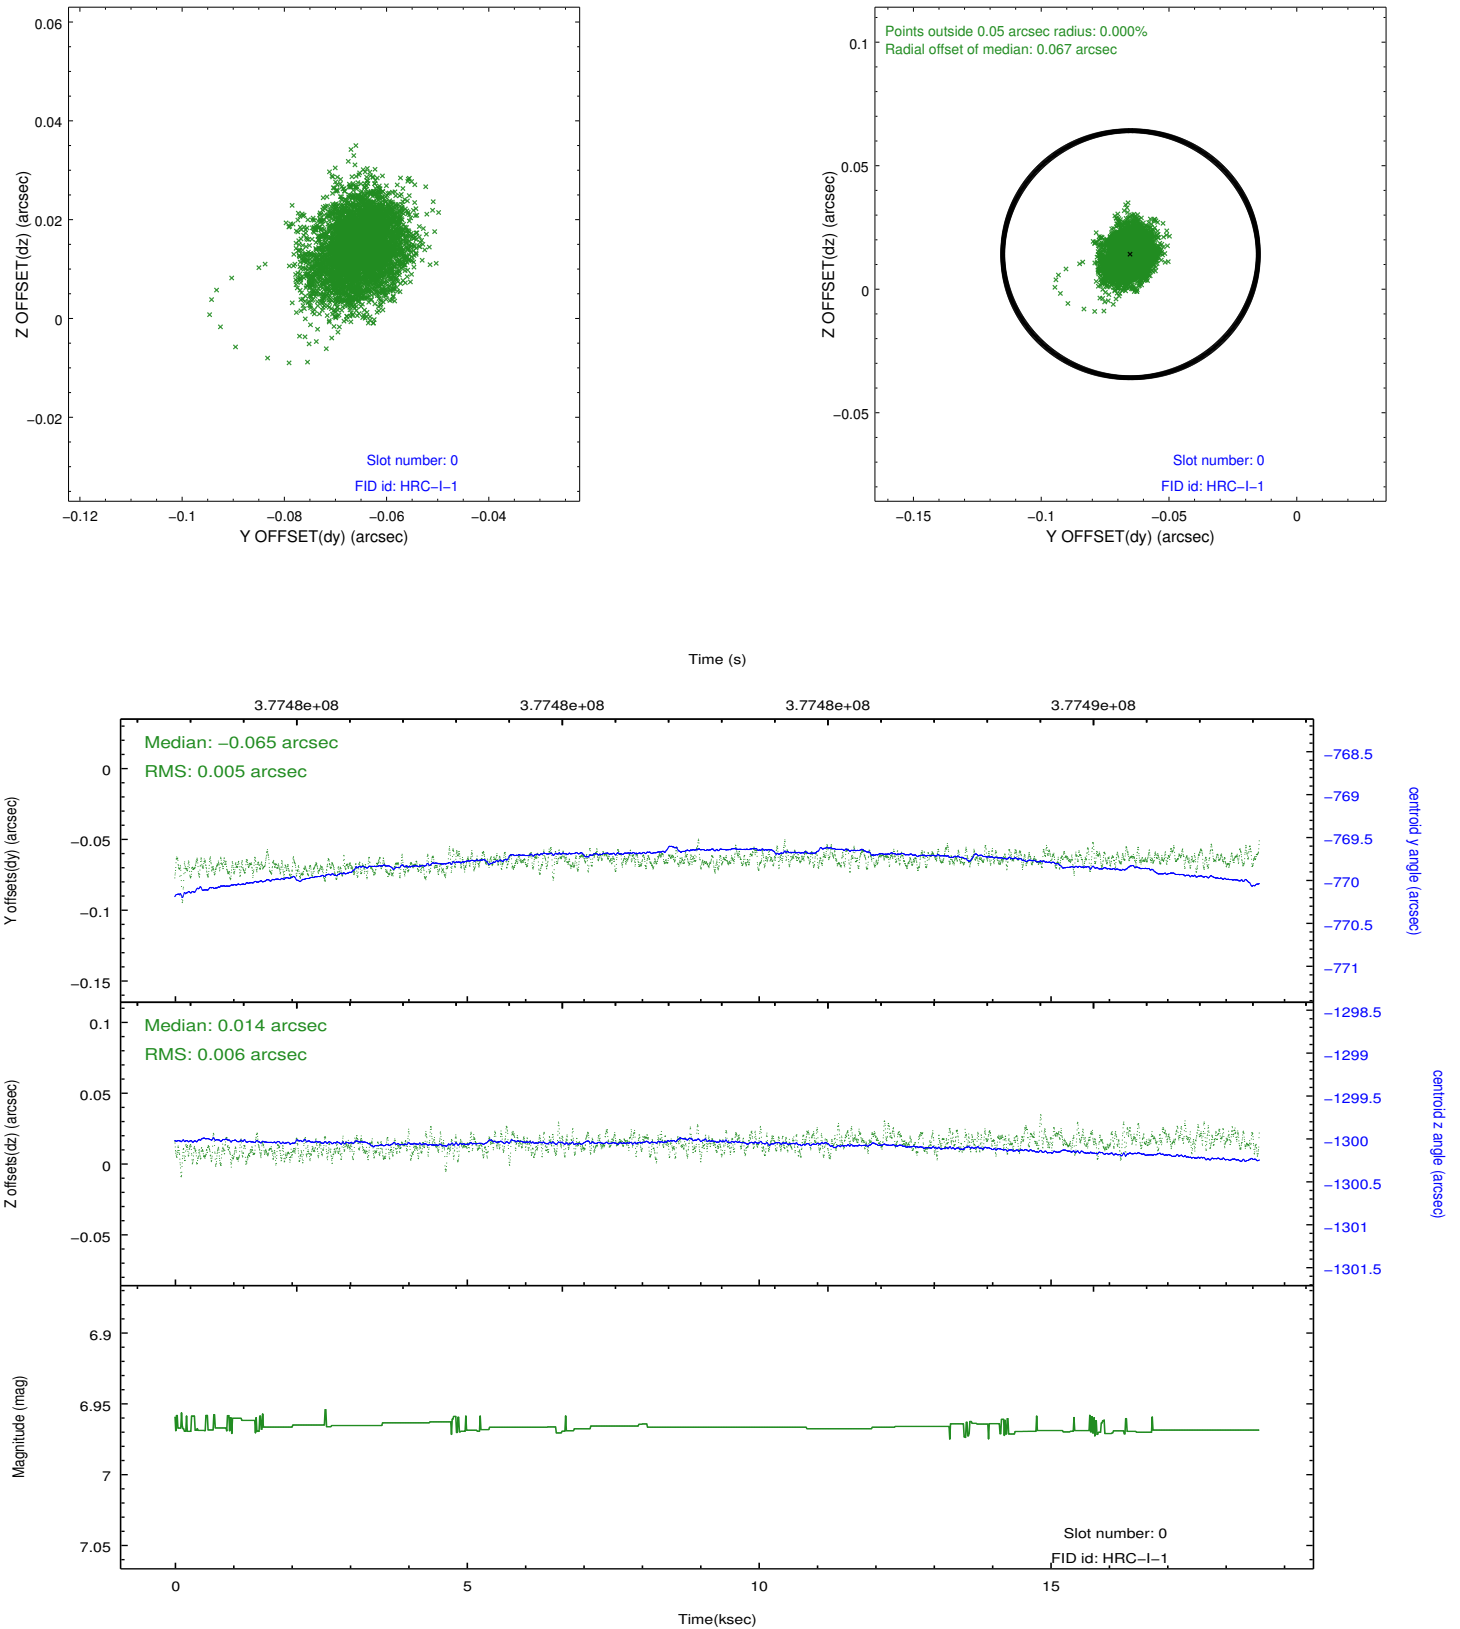 0.06
0.04
0.02
0
−0.02
Z OFFSET(dz) (arcsec)
Slot number: 0
FID id: HRC−I−1
−0.12 −0.1 −0.08 −0.06 −0.04
Y OFFSET(dy) (arcsec)
Points outside 0.05 arcsec radius: 0.000%
Radial offset of median: 0.067 arcsec
0.1
0.05
0
−0.05
Z OFFSET(dz) (arcsec)
Slot number: 0
FID id: HRC−I−1
−0.15 −0.1 −0.05 0
Y OFFSET(dy) (arcsec)
Time (s)
3.7748e+08 3.7748e+08 3.7748e+08 3.7749e+08
Median: −0.065 arcsec
RMS: 0.005 arcsec
0
−0.05
−0.1
−0.15
Y offsets(dy) (arcsec)
−768.5
−769
−769.5
−770
−770.5
−771
centroid y angle (arcsec)
Median: 0.014 arcsec
RMS: 0.006 arcsec
0.1
0.05
0
−0.05
Z offsets(dz) (arcsec)
−1298.5
−1299
−1299.5
−1300
−1300.5
−1301
−1301.5
centroid z angle (arcsec)
6.9
6.95
7
7.05
Magnitude (mag)
Slot number: 0
FID id: HRC−I−1
0 5 10 15
Time(ksec)